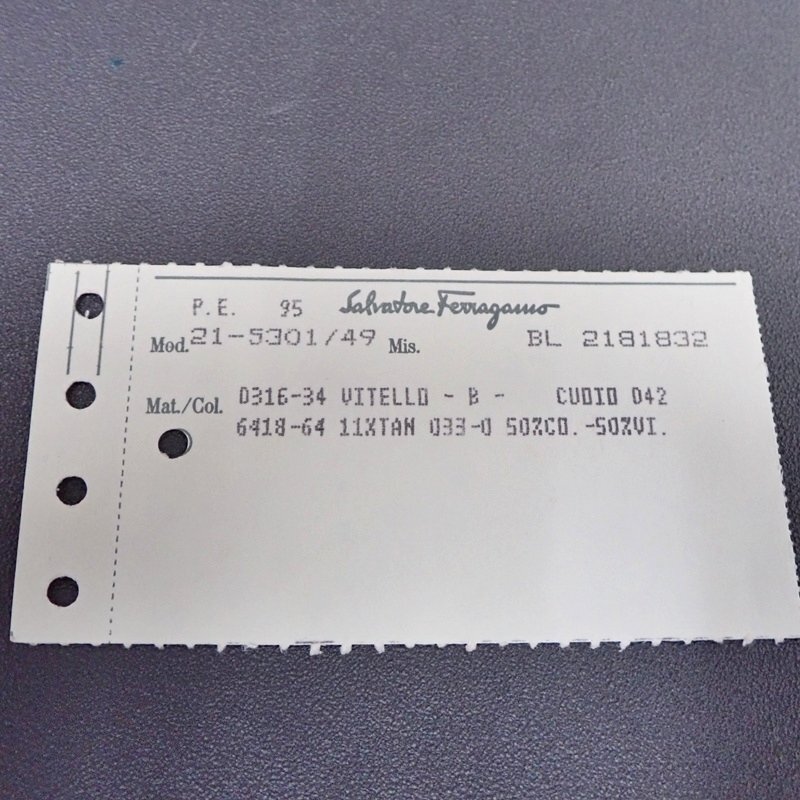 P.E. 95 Salvatore Ferragamo
Mod. 21-5301/49 Mis. BL 2181832
Mat./Col. 0316-34 VITELLO - B - CUOIO 042
6418-64 11XTAN 033-0 50%CO.-50%VI.